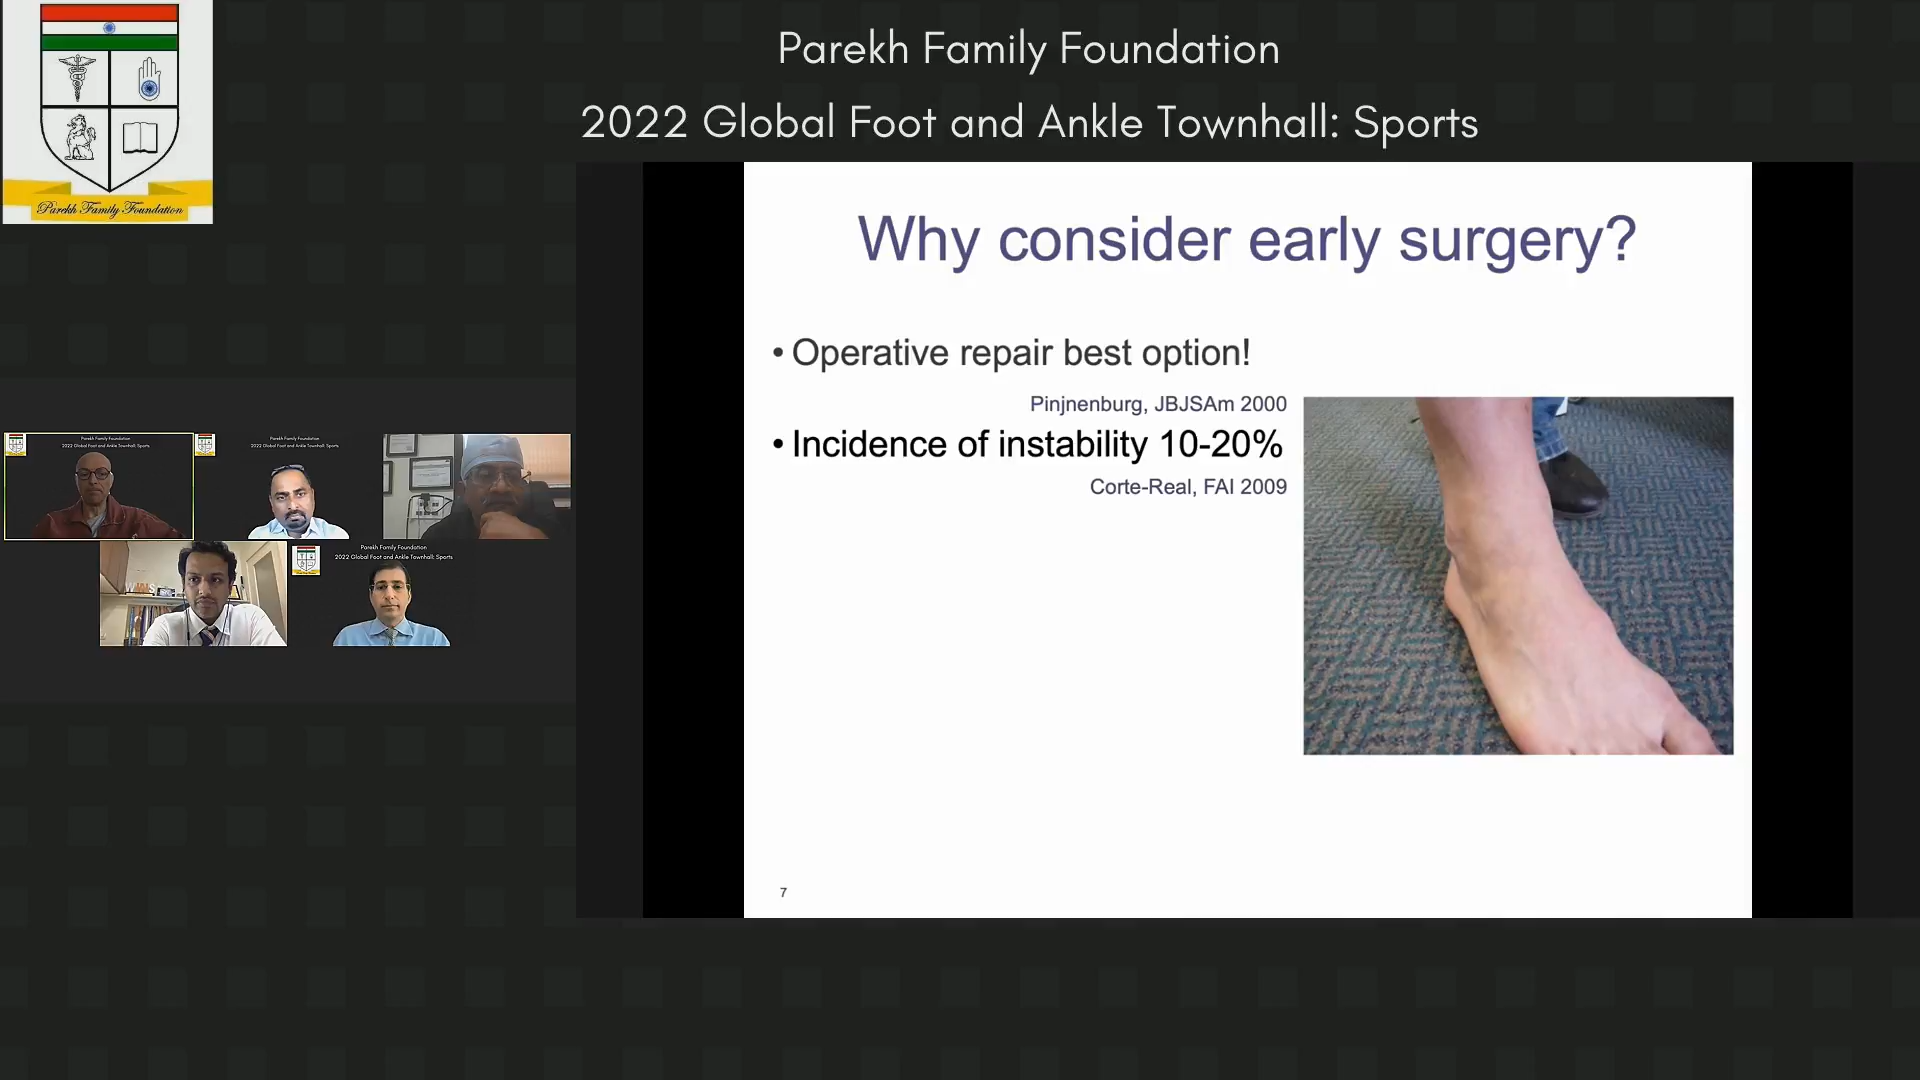 Parekh Family Foundation
2022 Global Foot and Ankle Townhall: Sports
Parekh Family Foundation
Why consider early surgery?
• Operative repair best option!
Pinjnenburg, JBJSAm 2000
• Incidence of instability 10-20%
Corte-Real, FAI 2009
7
Parekh Family Foundation
2022 Global Foot and Ankle Townhall: Sports
Parekh Family Foundation
2022 Global Foot and Ankle Townhall: Sports
Parekh Family Foundation
2022 Global Foot and Ankle Townhall: Sports